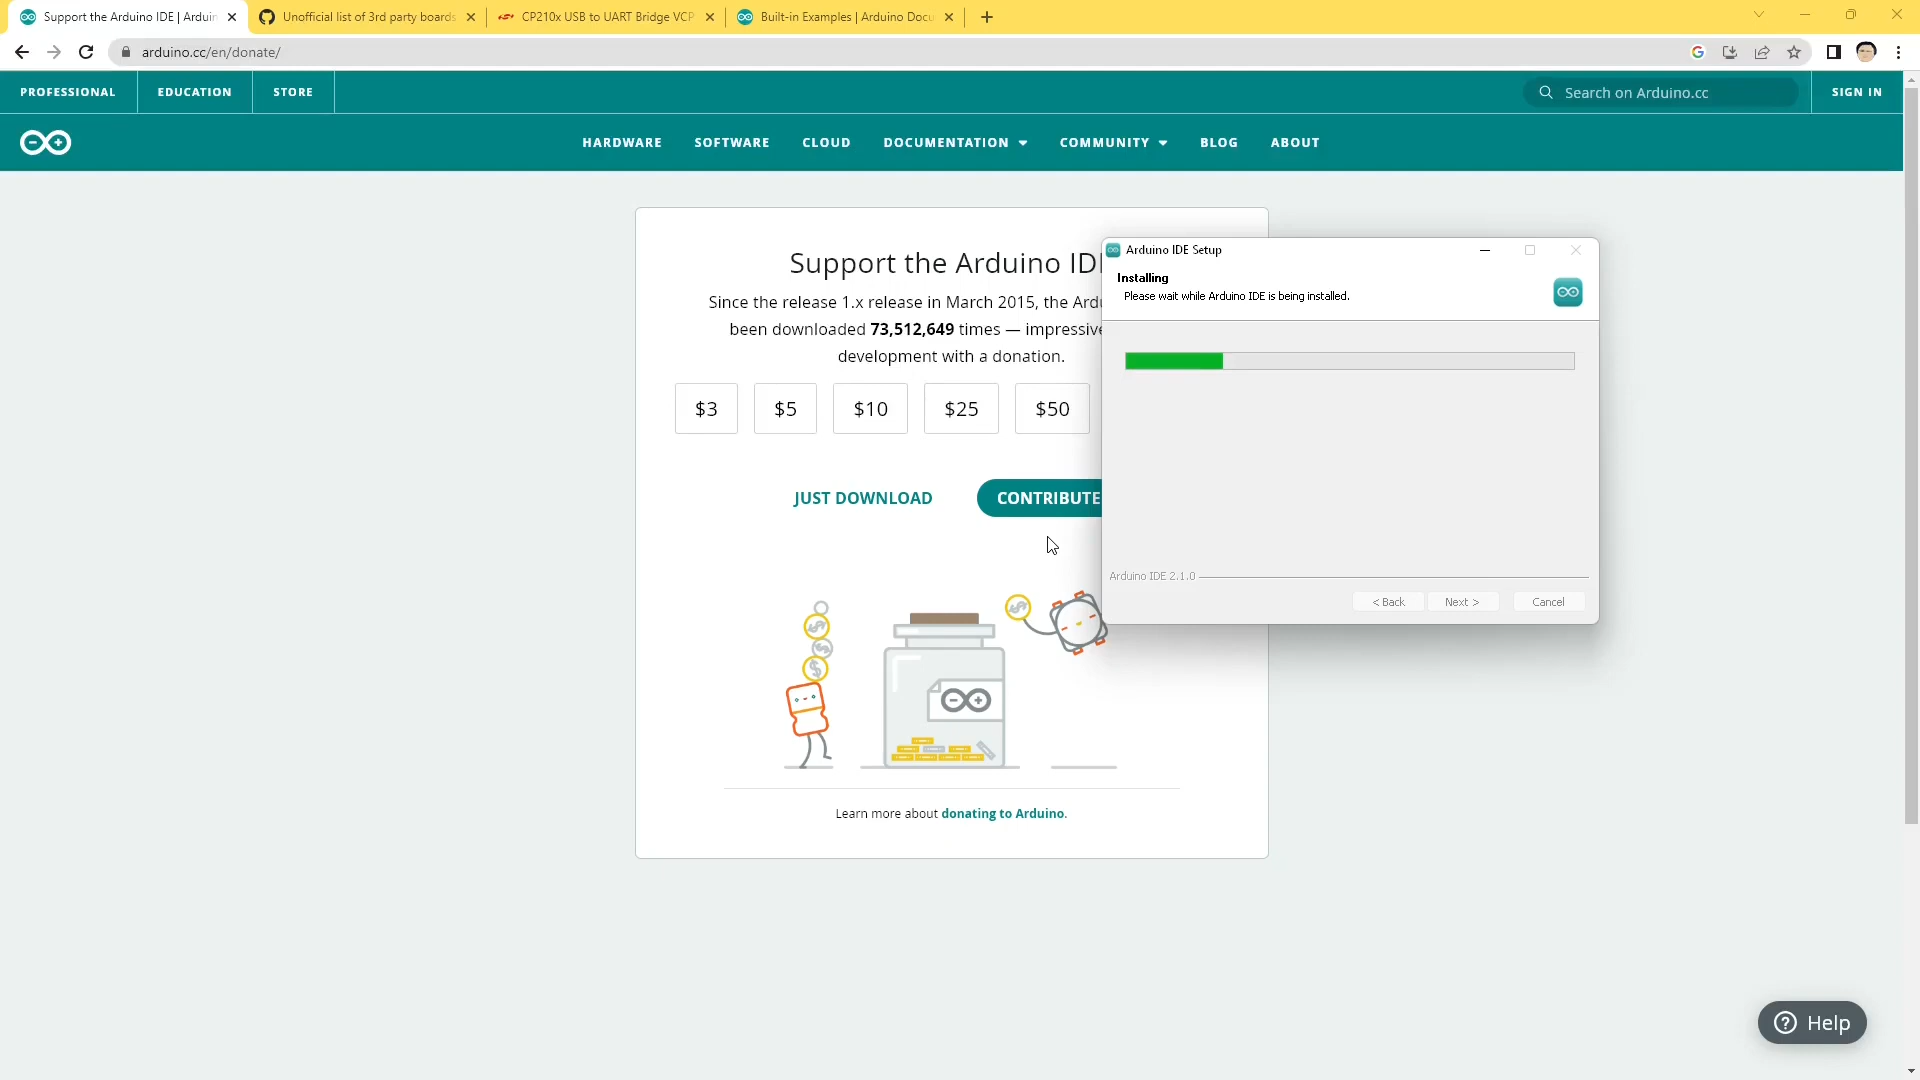 Support the Arduino IDE | Arduin
Unofficial list of 3rd party boards
CP210x USB to UART Bridge VCP
Built-in Examples | Arduino Docu
arduino.cc/en/donate/
PROFESSIONAL
EDUCATION
STORE
Search on Arduino.cc
SIGN IN
HARDWARE
SOFTWARE
CLOUD
DOCUMENTATION
COMMUNITY
BLOG
ABOUT
Support the Arduino ID
Since the release 1.x release in March 2015, the Ard
been downloaded 73,512,649 times — impressive
development with a donation.
$3
$5
$10
$25
$50
JUST DOWNLOAD
CONTRIBUTE
Learn more about donating to Arduino.
Arduino IDE Setup
Installing
Please wait while Arduino IDE is being installed.
Arduino IDE 2.1.0
< Back
Next >
Cancel
Help